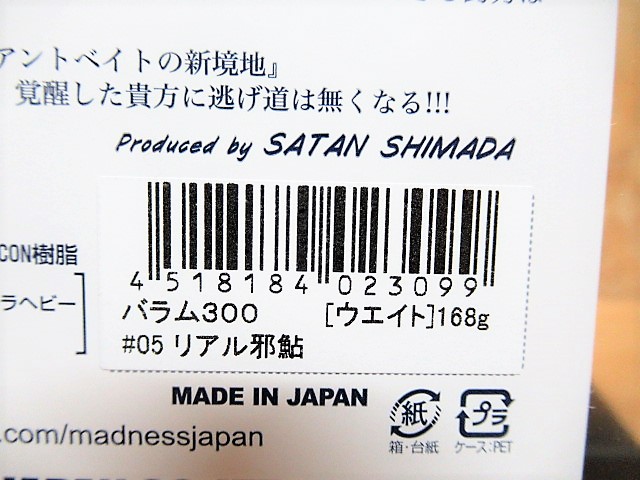 アントベイトの新境地』
覚醒した貴方に逃げ道は無くなる!!!
Produced by SATAN SHIMADA
CON樹脂
ラヘビー
4 518184 023099
バラム300 [ウエイト]168g
#05 リアル邪鮎
MADE IN JAPAN
紙 プラ
箱・台紙 ケース:PET
.com/madnessjapan